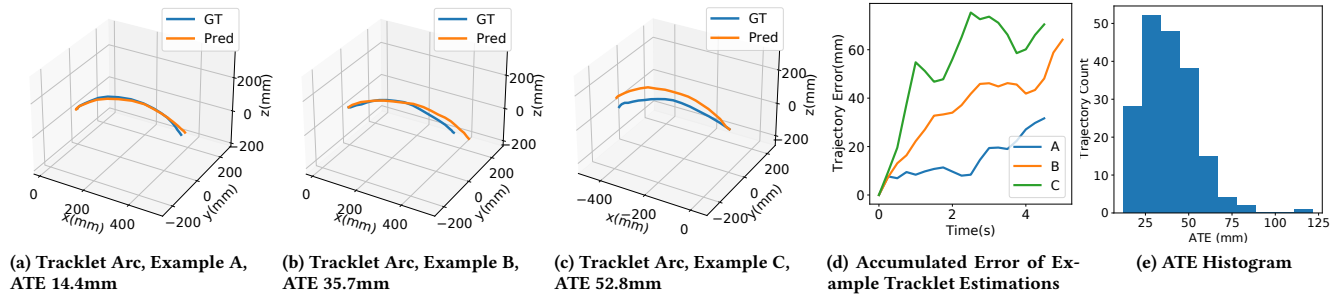 GT
Pred
200
0
−200
z(mm)
0
200
400
x(mm)
−200
0
200
y(mm)
(a) Tracklet Arc, Example A,
ATE 14.4mm
GT
Pred
200
0
−200
z(mm)
0
200
400
x(mm)
−200
0
200
y(mm)
(b) Tracklet Arc, Example B,
ATE 35.7mm
GT
Pred
200
0
−200
z(mm)
−400
−200
0
x(mm)
−200
0
200
y(mm)
(c) Tracklet Arc, Example C,
ATE 52.8mm
Trajectory Error(mm)
60
40
20
0
A
B
C
0
2
4
Time(s)
(d) Accumulated Error of Ex-
ample Tracklet Estimations
Trajectory Count
50
40
30
20
10
0
25
50
75
100
125
ATE (mm)
(e) ATE Histogram